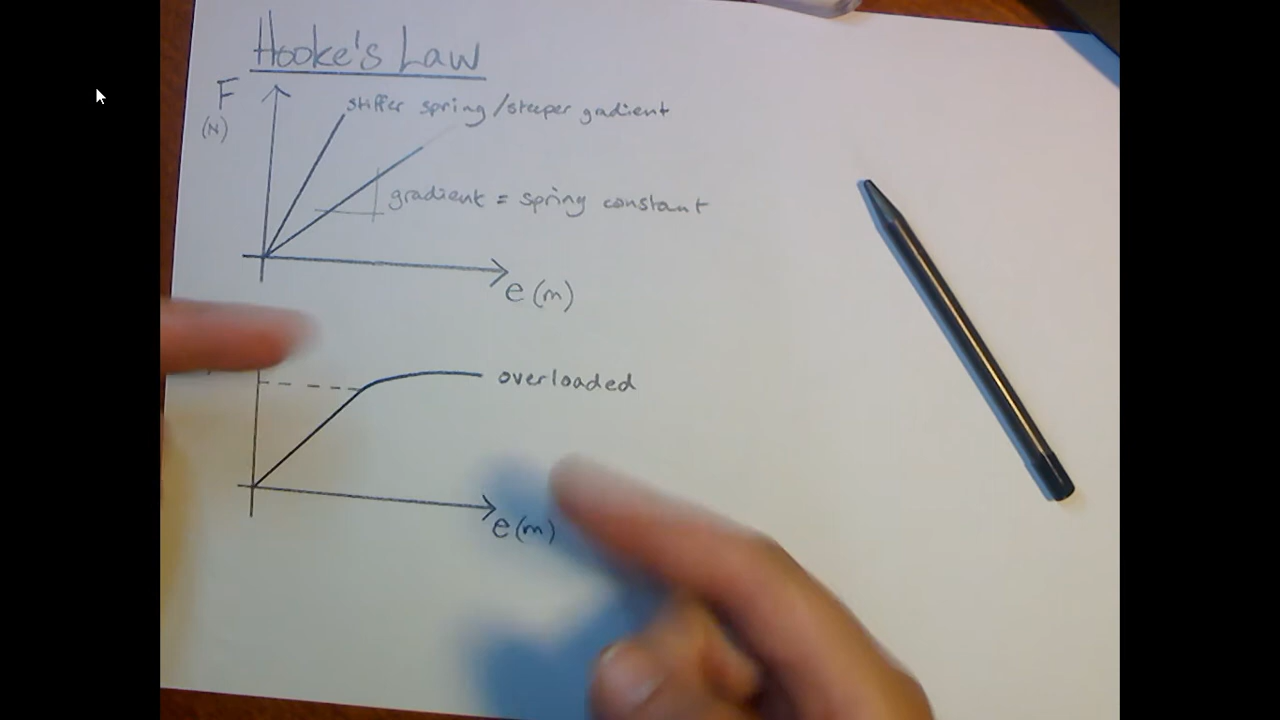 Hooke's Law
F
(N)
stiffer spring/steeper gradient
gradient = spring constant
e (m)
overloaded
e (m)